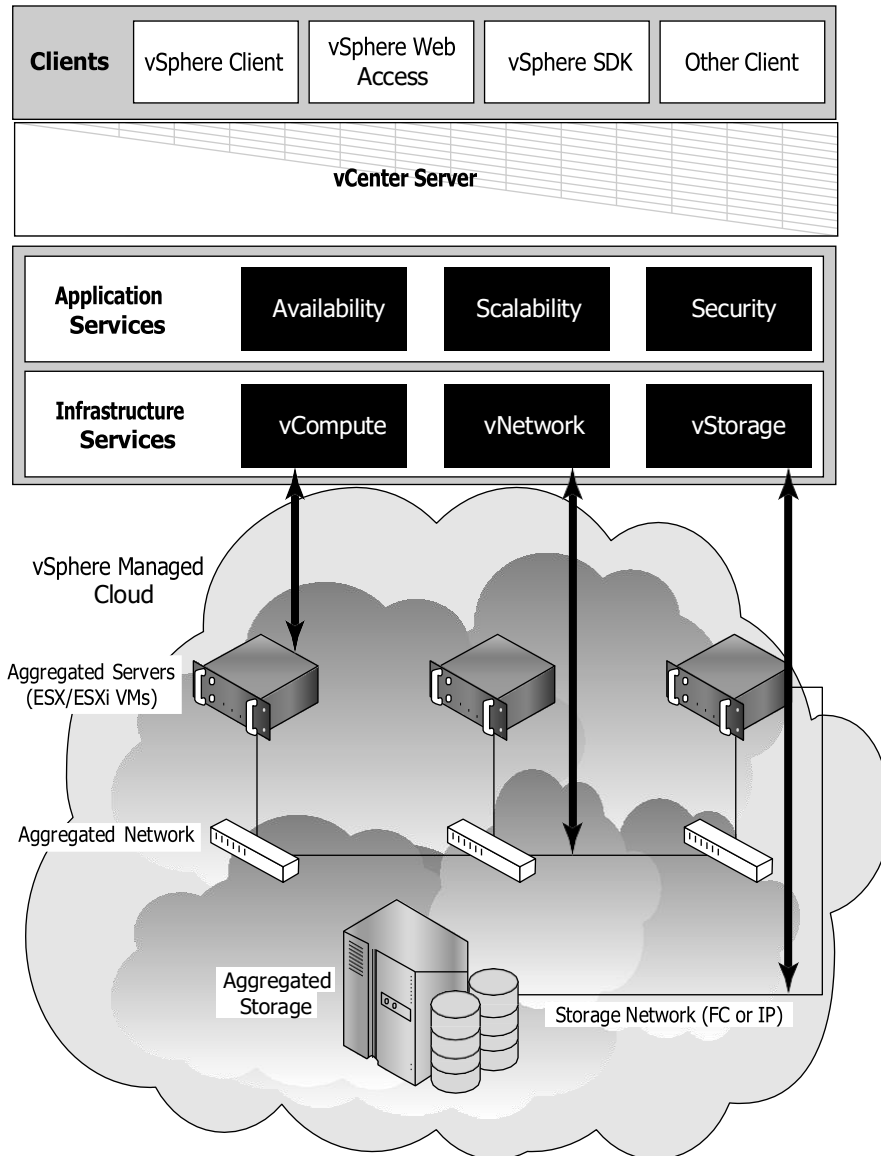 Clients
vSphere Client
vSphere Web
Access
vSphere SDK
Other Client
vCenter Server
Application
Services
Availability
Scalability
Security
Infrastructure
Services
vCompute
vNetwork
vStorage
vSphere Managed
Cloud
Aggregated Servers
(ESX/ESXi VMs)
Aggregated Network
Aggregated
Storage
Storage Network (FC or IP)